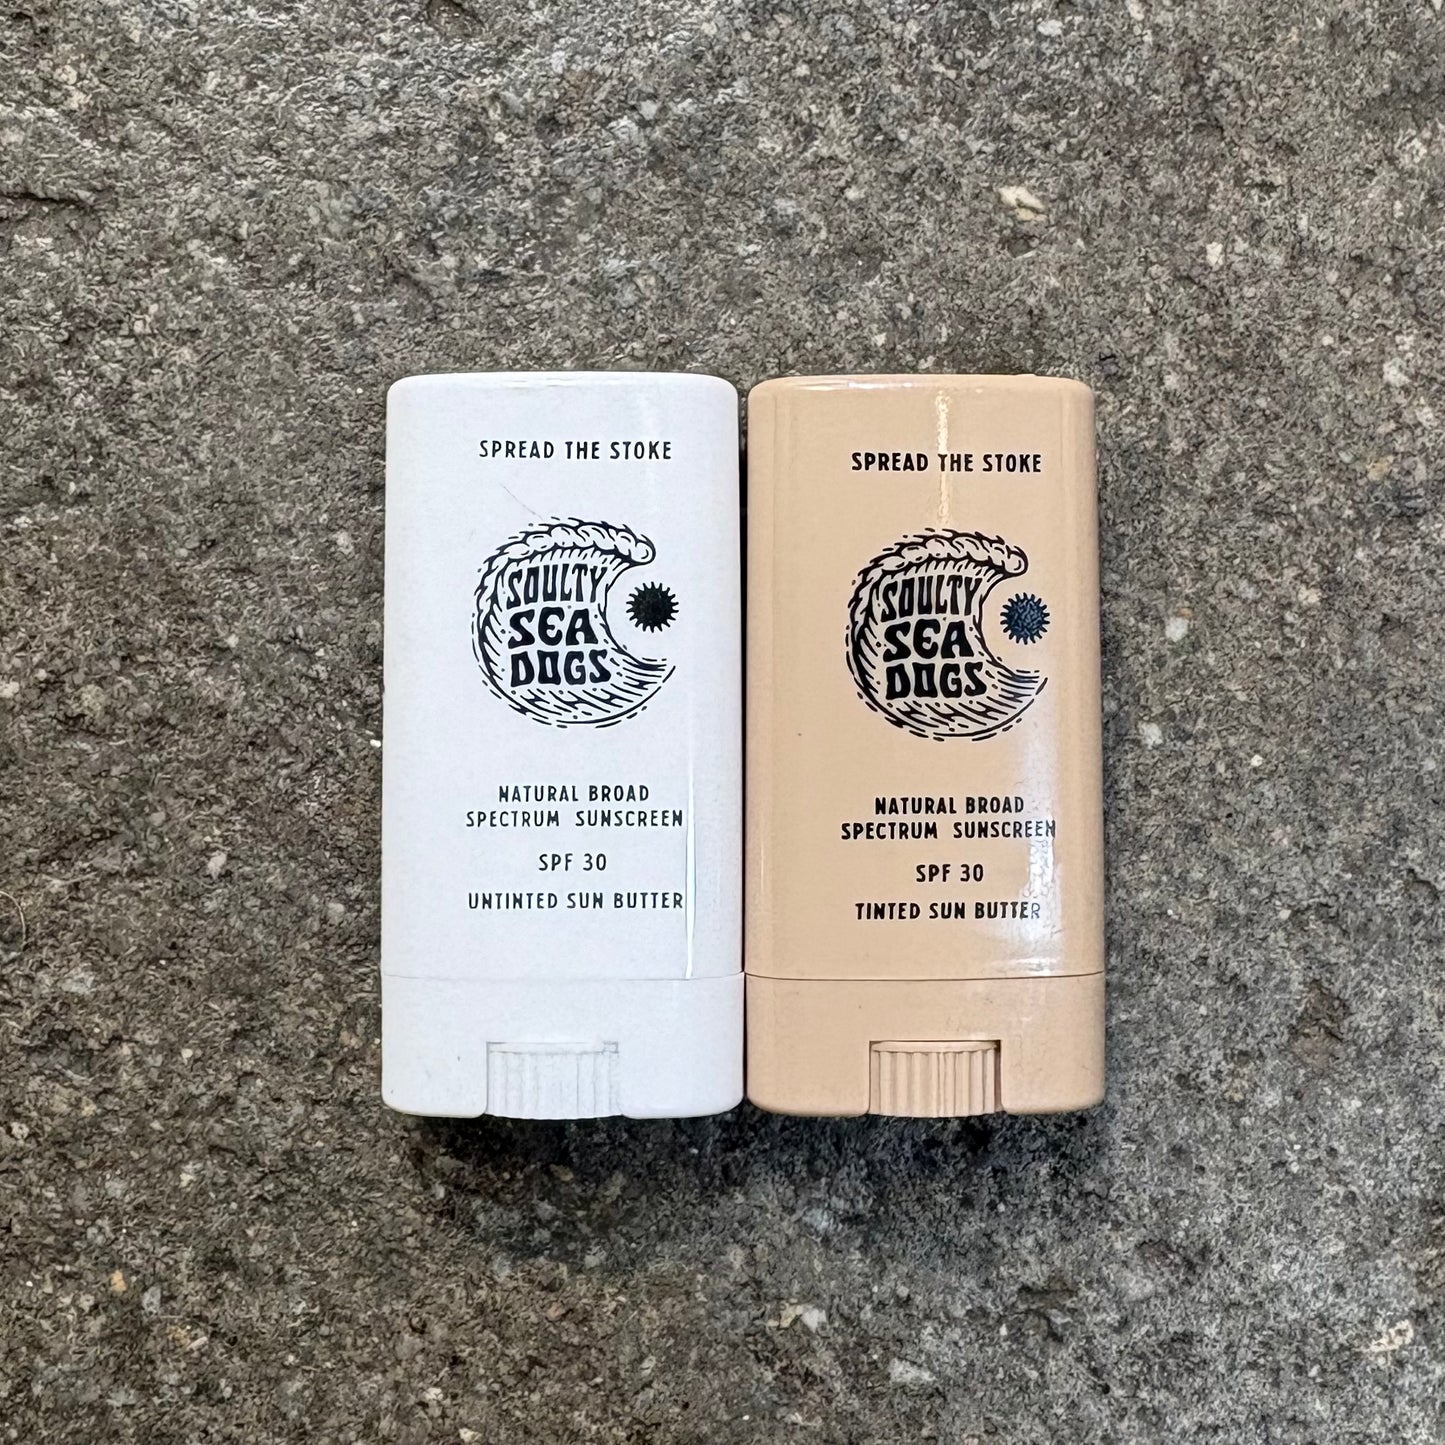 SPREAD THE STOKE
SOULTY
SEA
DOGS
NATURAL BROAD
SPECTRUM SUNSCREEN
SPF 30
UNTINTED SUN BUTTER
SPREAD THE STOKE
SOULTY
SEA
DOGS
NATURAL BROAD
SPECTRUM SUNSCREEN
SPF 30
TINTED SUN BUTTER